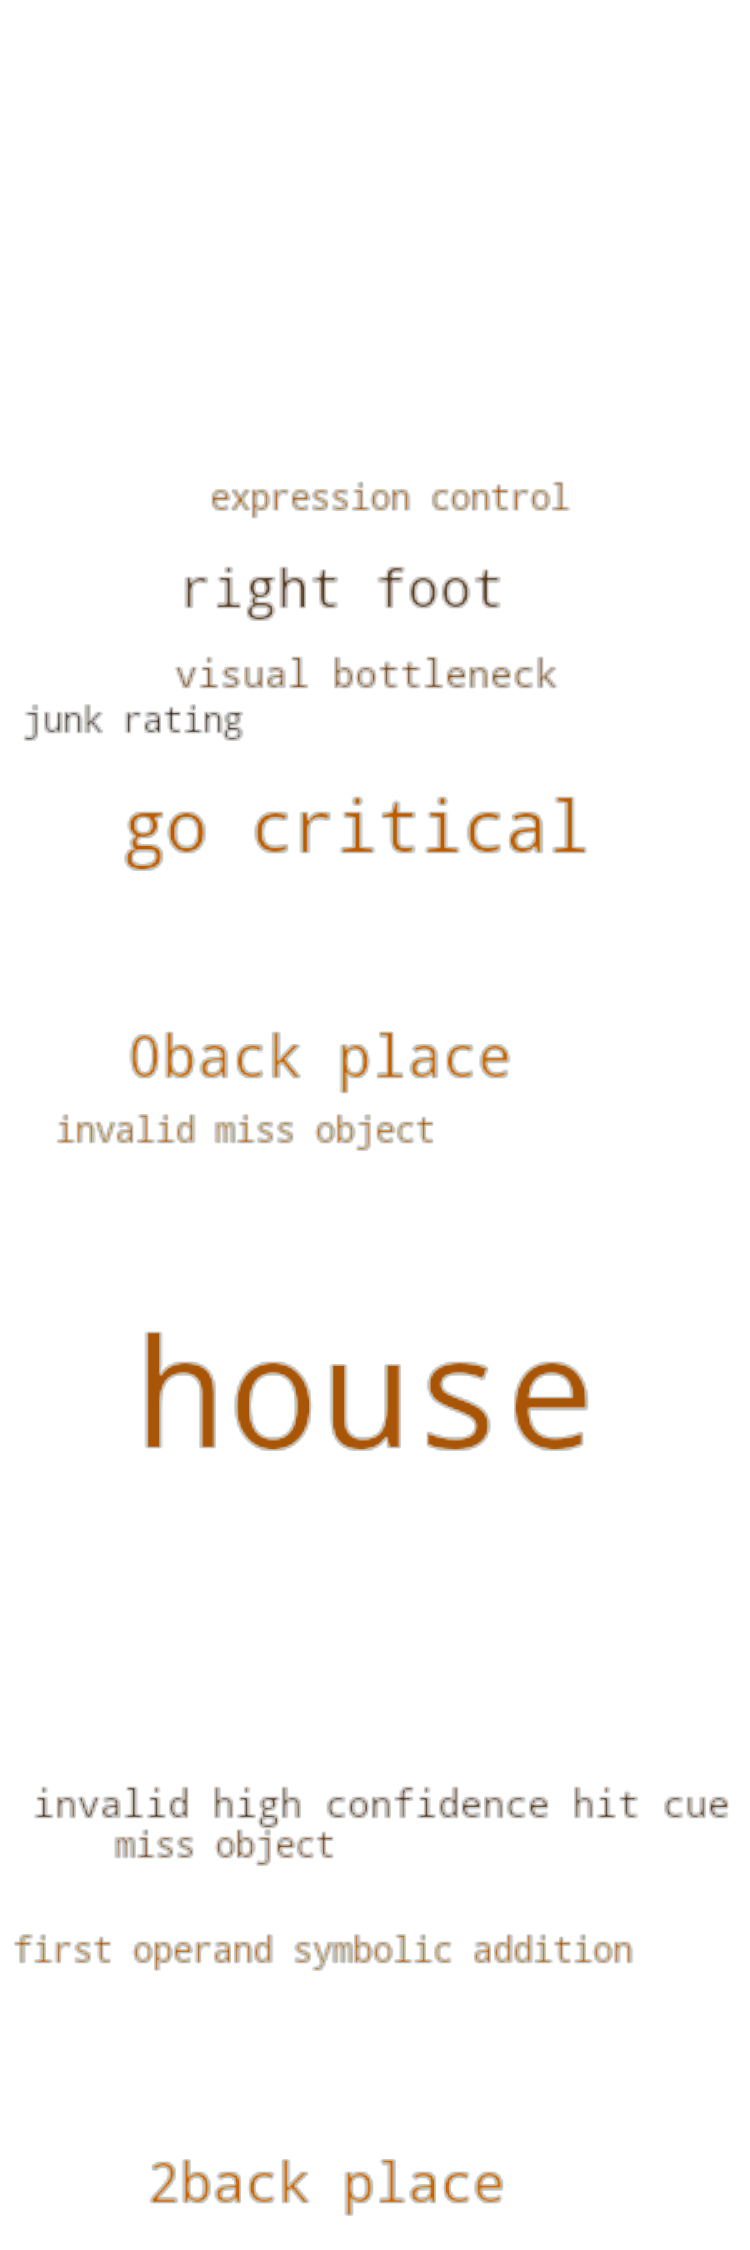 expression control
right foot
visual bottleneck
junk rating
go critical
0back place
invalid miss object
house
invalid high confidence hit cue
miss object
first operand symbolic addition
2back place